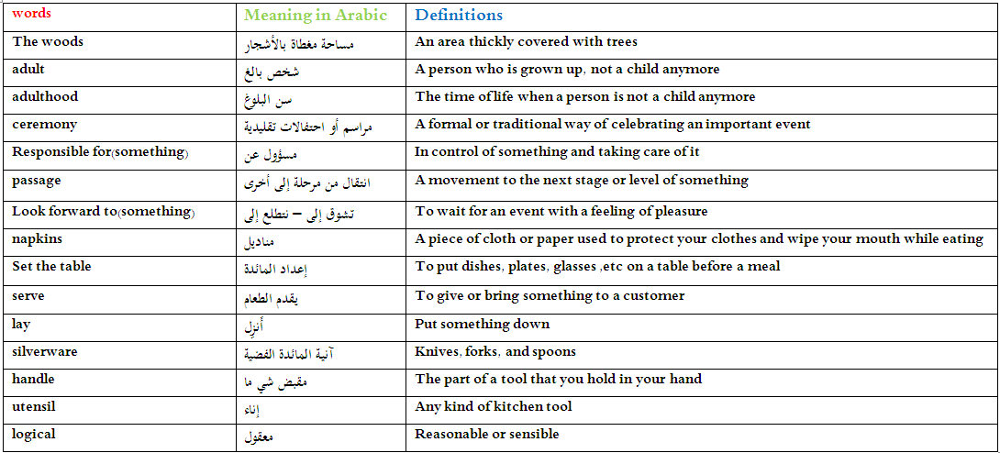 words Meaning in Arabic Definitions
The woods مساحة مغطاة بالأشجار An area thickly covered with trees
adult شخص بالغ A person who is grown up, not a child anymore
adulthood سن البلوغ The time of life when a person is not a child anymore
ceremony مراسم أو احتفالات تقليدية A formal or traditional way of celebrating an important event
Responsible for(something) مسؤول عن In control of something and taking care of it
passage انتقال من مرحلة إلى أخرى A movement to the next stage or level of something
Look forward to(something) تشوق إلى – نتطلع إلى To wait for an event with a feeling of pleasure
napkins مناديل A piece of cloth or paper used to protect your clothes and wipe your mouth while eating
Set the table إعداد المائدة To put dishes, plates, glasses ,etc on a table before a meal
serve يقدم الطعام To give or bring something to a customer
lay أَنزِل Put something down
silverware آنية المائدة الفضية Knives, forks, and spoons
handle مقبض شي ما The part of a tool that you hold in your hand
utensil إناء Any kind of kitchen tool
logical معقول Reasonable or sensible